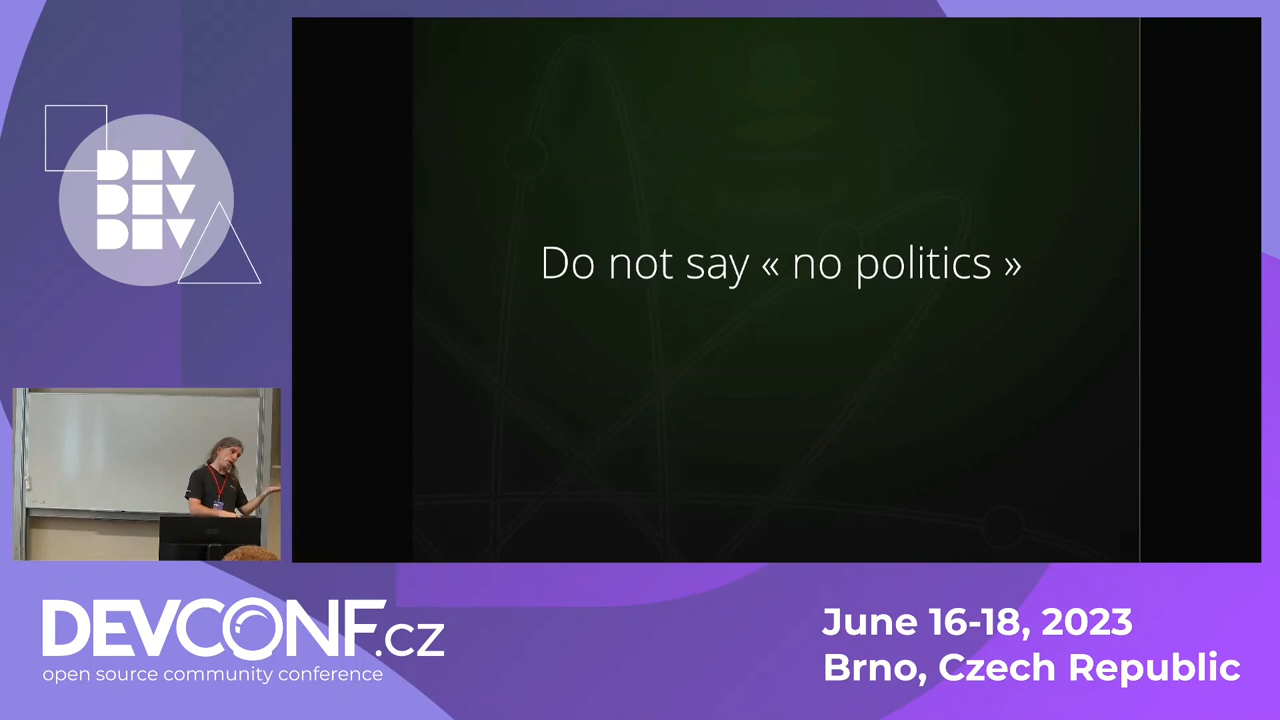 DEV
DEV
DEV
Do not say « no politics »
DEVCONF.cz
open source community conference
June 16-18, 2023
Brno, Czech Republic